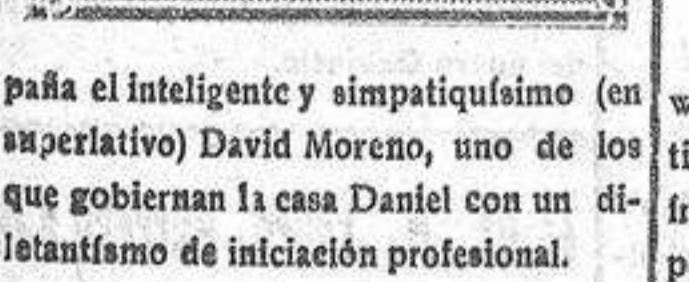 paña el inteligente y simpatiquísimo (en
superlativo) David Moreno, uno de los
que gobiernan la casa Daniel con un di-
letantísmo de iniciación profesional.